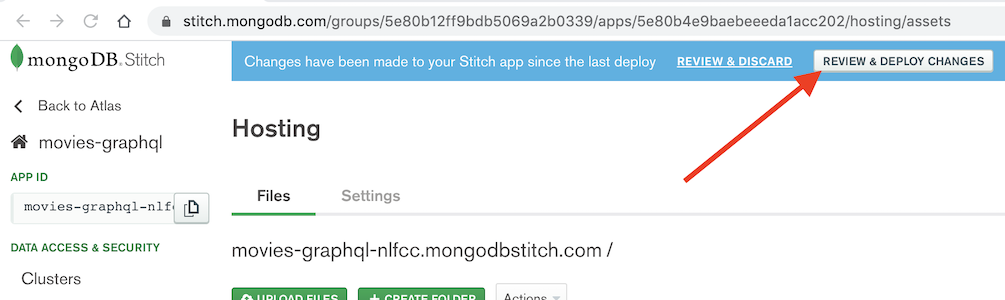 stitch.mongodb.com/groups/5e80b12ff9bdb5069a2b0339/apps/5e80b4e9baebeeeda1acc202/hosting/assets
mongoDB. Stitch
Changes have been made to your Stitch app since the last deploy REVIEW & DISCARD REVIEW & DEPLOY CHANGES
Back to Atlas
Hosting
movies-graphql
APP ID
Files Settings
movies-graphql-nlfc
DATA ACCESS & SECURITY
movies-graphql-nlfcc.mongodbstitch.com /
Clusters
UPLOAD FILES CREATE FOLDER Actions